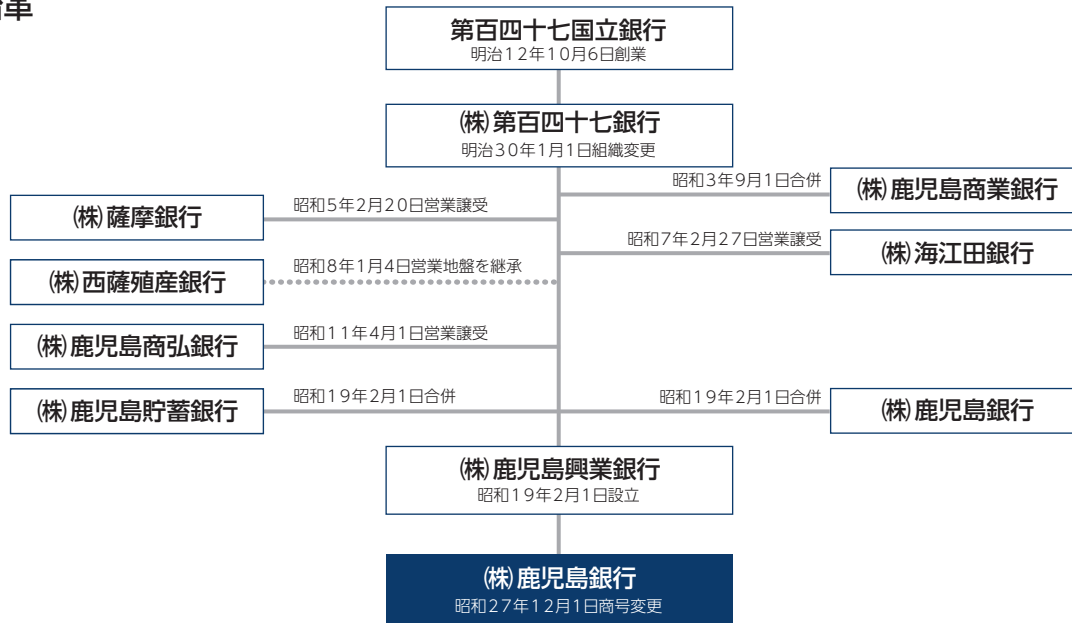 沿革
第百四十七国立銀行
明治12年10月6日創業
㈱第百四十七銀行
明治30年1月1日組織変更
昭和3年9月1日合併
㈱鹿児島商業銀行
昭和5年2月20日営業譲受
㈱薩摩銀行
昭和7年2月27日営業譲受
㈱海江田銀行
昭和8年1月4日営業地盤を継承
㈱西薩殖産銀行
昭和11年4月1日営業譲受
㈱鹿児島商弘銀行
昭和19年2月1日合併
㈱鹿児島貯蓄銀行
昭和19年2月1日合併
㈱鹿児島銀行
㈱鹿児島興業銀行
昭和19年2月1日設立
㈱鹿児島銀行
昭和27年12月1日商号変更